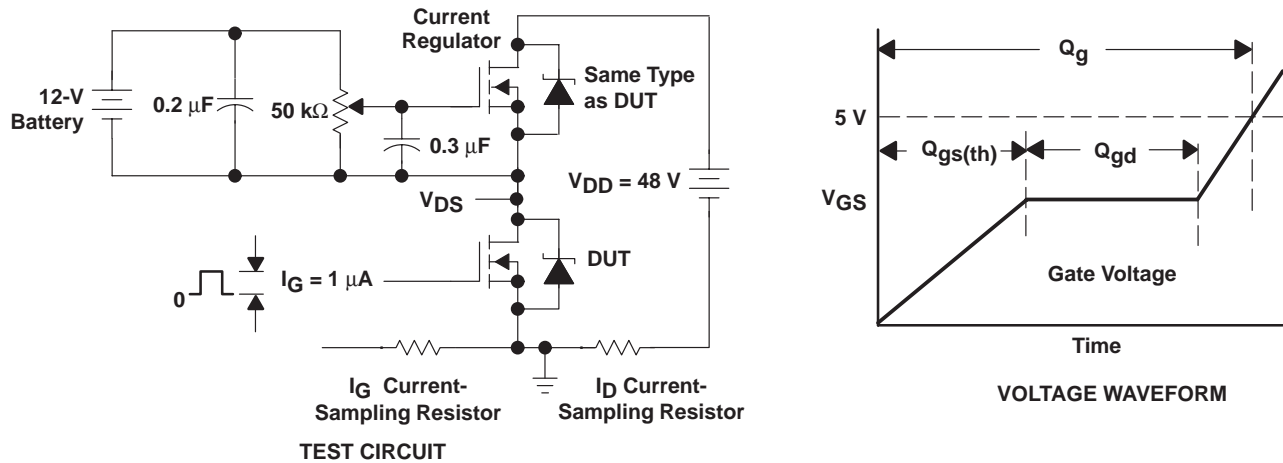 Current
Regulator
12-V
Battery
0.2 µF
50 kΩ
0.3 µF
Same Type
as DUT
VDD = 48 V
VDS
DUT
0
IG = 1 µA
IG Current-
Sampling Resistor
ID Current-
Sampling Resistor
TEST CIRCUIT
Qg
5 V
Qgs(th)
Qgd
VGS
Gate Voltage
Time
VOLTAGE WAVEFORM